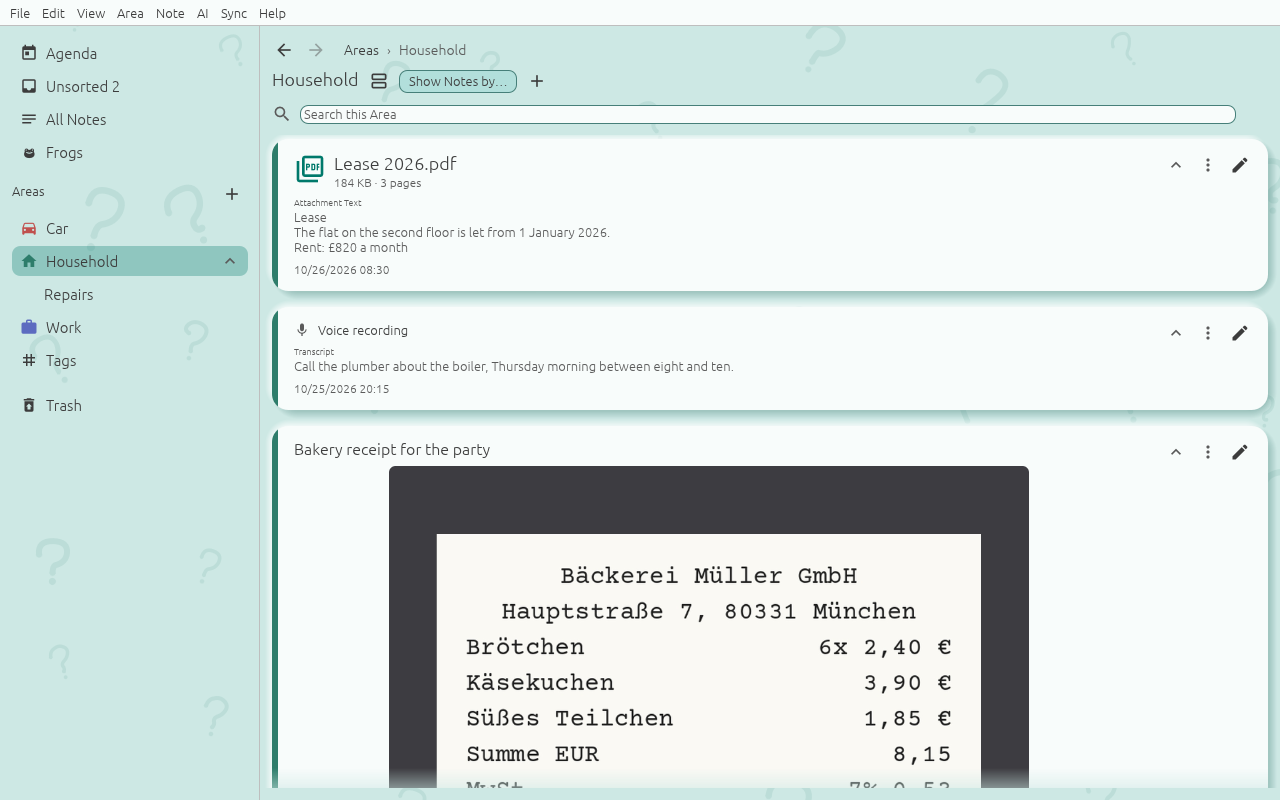 File Edit View Area Note AI Sync Help
Agenda
Unsorted 2
All Notes
Frogs
Areas
Car
Household
Repairs
Work
Tags
Trash
Areas › Household
Household
Show Notes by…
Search this Area
PDF
Lease 2026.pdf
184 KB · 3 pages
Attachment Text
Lease
The flat on the second floor is let from 1 January 2026.
Rent: £820 a month
10/26/2026 08:30
Voice recording
Transcript
Call the plumber about the boiler, Thursday morning between eight and ten.
10/25/2026 20:15
Bakery receipt for the party
Bäckerei Müller GmbH
Hauptstraße 7, 80331 München
Brötchen 6x 2,40 €
Käsekuchen 3,90 €
Süßes Teilchen 1,85 €
Summe EUR 8,15
MwSt 7% 0,53